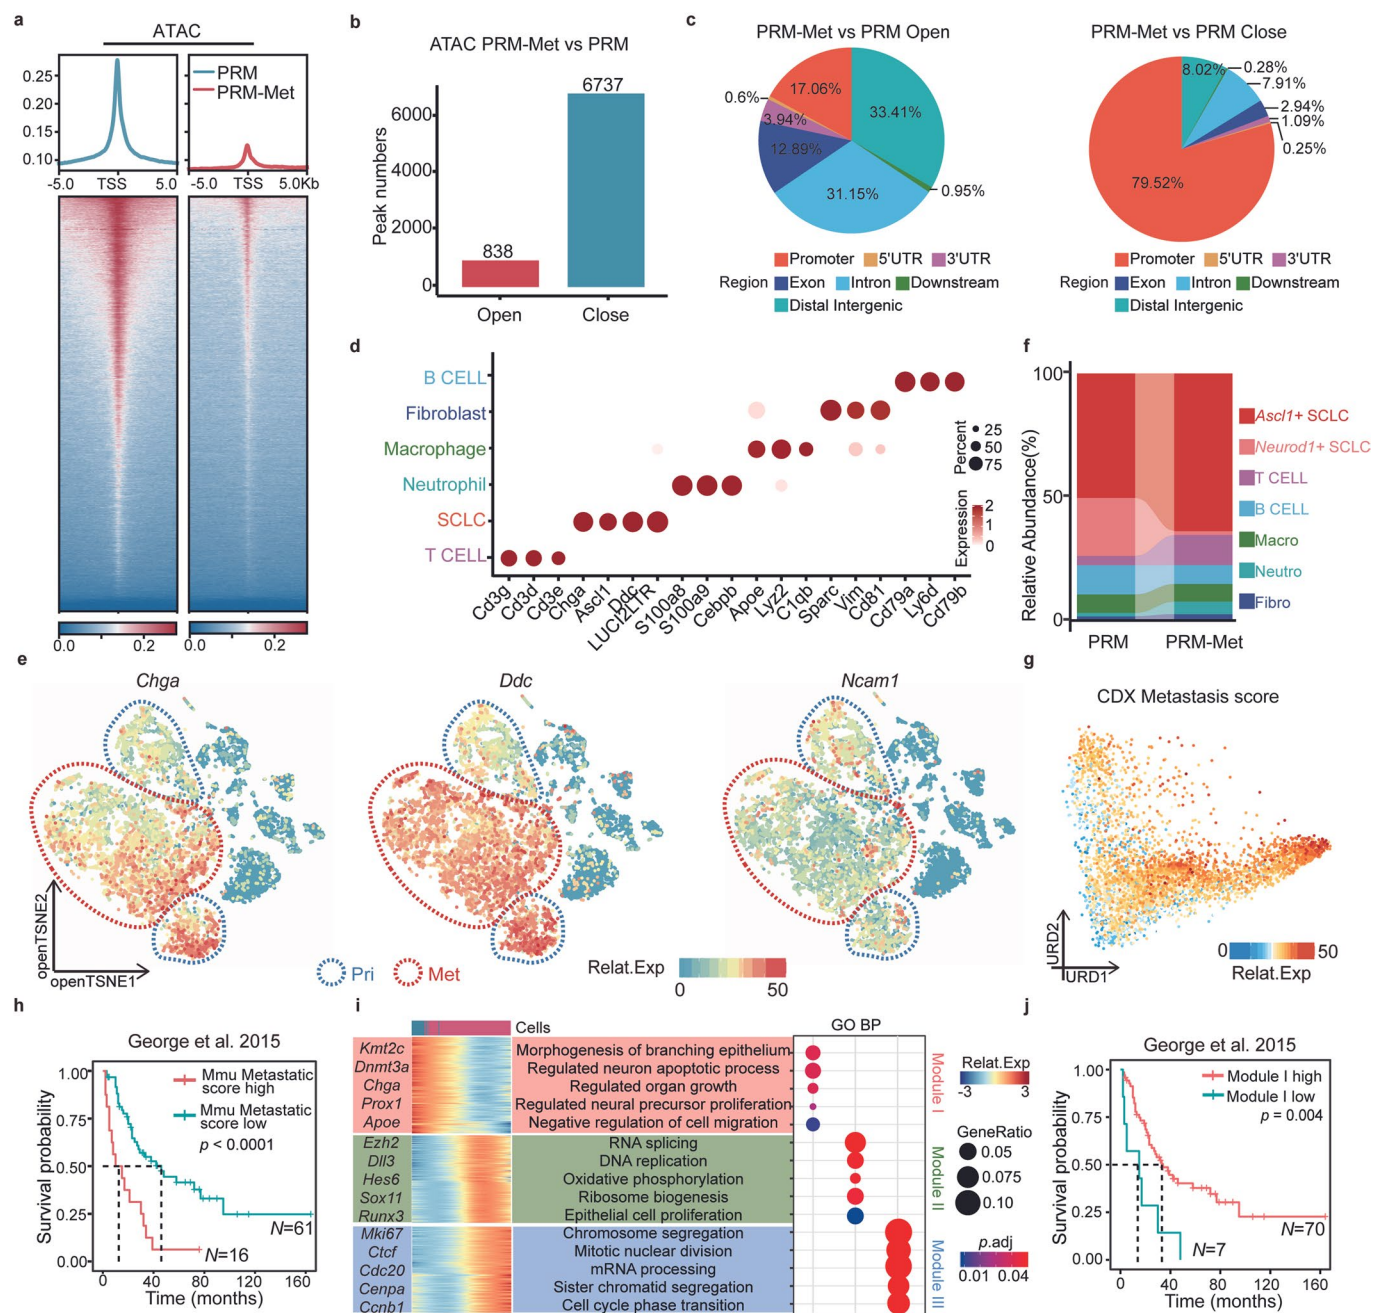 a
ATAC
PRM
PRM-Met
0.25
0.20
0.15
0.10
-5.0 TSS 5.0
-5.0 TSS 5.0Kb
0.0 0.2
0.0 0.2
b
ATAC PRM-Met vs PRM
Peak numbers
6000
4000
2000
0
838
6737
Open Close
c
PRM-Met vs PRM Open
17.06%
0.6%
3.94%
12.89%
31.15%
33.41%
0.95%
Promoter 5'UTR 3'UTR
Region Exon Intron Downstream
Distal Intergenic
PRM-Met vs PRM Close
8.02%
0.28%
7.91%
2.94%
1.09%
0.25%
79.52%
Promoter 5'UTR 3'UTR
Region Exon Intron Downstream
Distal Intergenic
d
B CELL
Fibroblast
Macrophage
Neutrophil
SCLC
T CELL
Cd3g
Cd3d
Cd3e
Chga
Ascl1
Ddc
LUCI2LTR
S100a8
S100a9
Cebpb
Apoe
Lyz2
C1qb
Sparc
Vim
Cd81
Cd79a
Ly6d
Cd79b
Percent
25
50
75
Expression
2
1
0
f
Relative Abundance(%)
100
50
0
PRM PRM-Met
Ascl1+ SCLC
Neurod1+ SCLC
T CELL
B CELL
Macro
Neutro
Fibro
e
Chga
Ddc
Ncam1
openTSNE2
openTSNE1
Pri
Met
Relat.Exp
0 50
g
CDX Metastasis score
URD2
URD1
0 50
Relat.Exp
h
George et al. 2015
Survival probability
1.00
0.75
0.50
0.25
0.00
Mmu Metastatic
score high
Mmu Metastatic
score low
p < 0.0001
N=61
N=16
0 40 80 120 160
Time (months)
i
Cells
GO BP
Kmt2c
Dnmt3a
Chga
Prox1
Apoe
Morphogenesis of branching epithelium
Regulated neuron apoptotic process
Regulated organ growth
Regulated neural precursor proliferation
Negative regulation of cell migration
Module I
Ezh2
Dll3
Hes6
Sox11
Runx3
RNA splicing
DNA replication
Oxidative phosphorylation
Ribosome biogenesis
Epithelial cell proliferation
Module II
Mki67
Ctcf
Cdc20
Cenpa
Ccnb1
Chromosome segregation
Mitotic nuclear division
mRNA processing
Sister chromatid segregation
Cell cycle phase transition
Module III
Relat.Exp
-3 3
GeneRatio
0.05
0.075
0.10
p.adj
0.01 0.04
j
George et al. 2015
Survival probability
1.00
0.75
0.50
0.25
0.00
Module I high
Module I low
p = 0.004
N=70
N=7
0 40 80 120 160
Time (months)